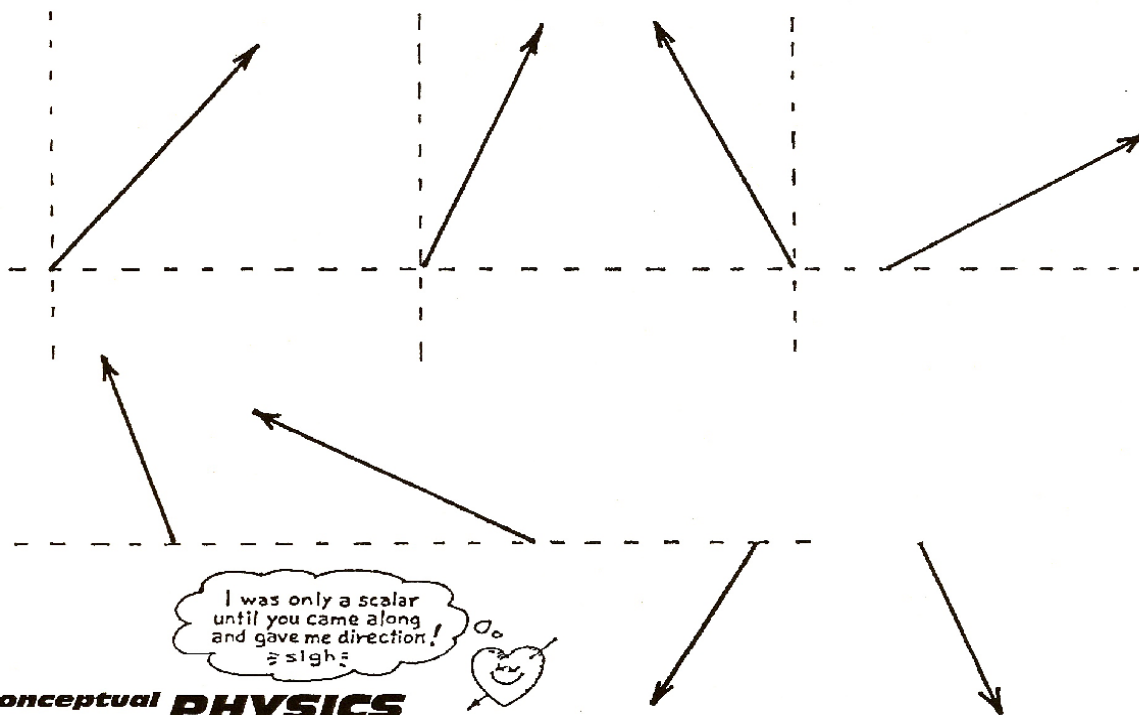 I was only a scalar
until you came along
and gave me direction!
sigh
onceptual PHYSICS